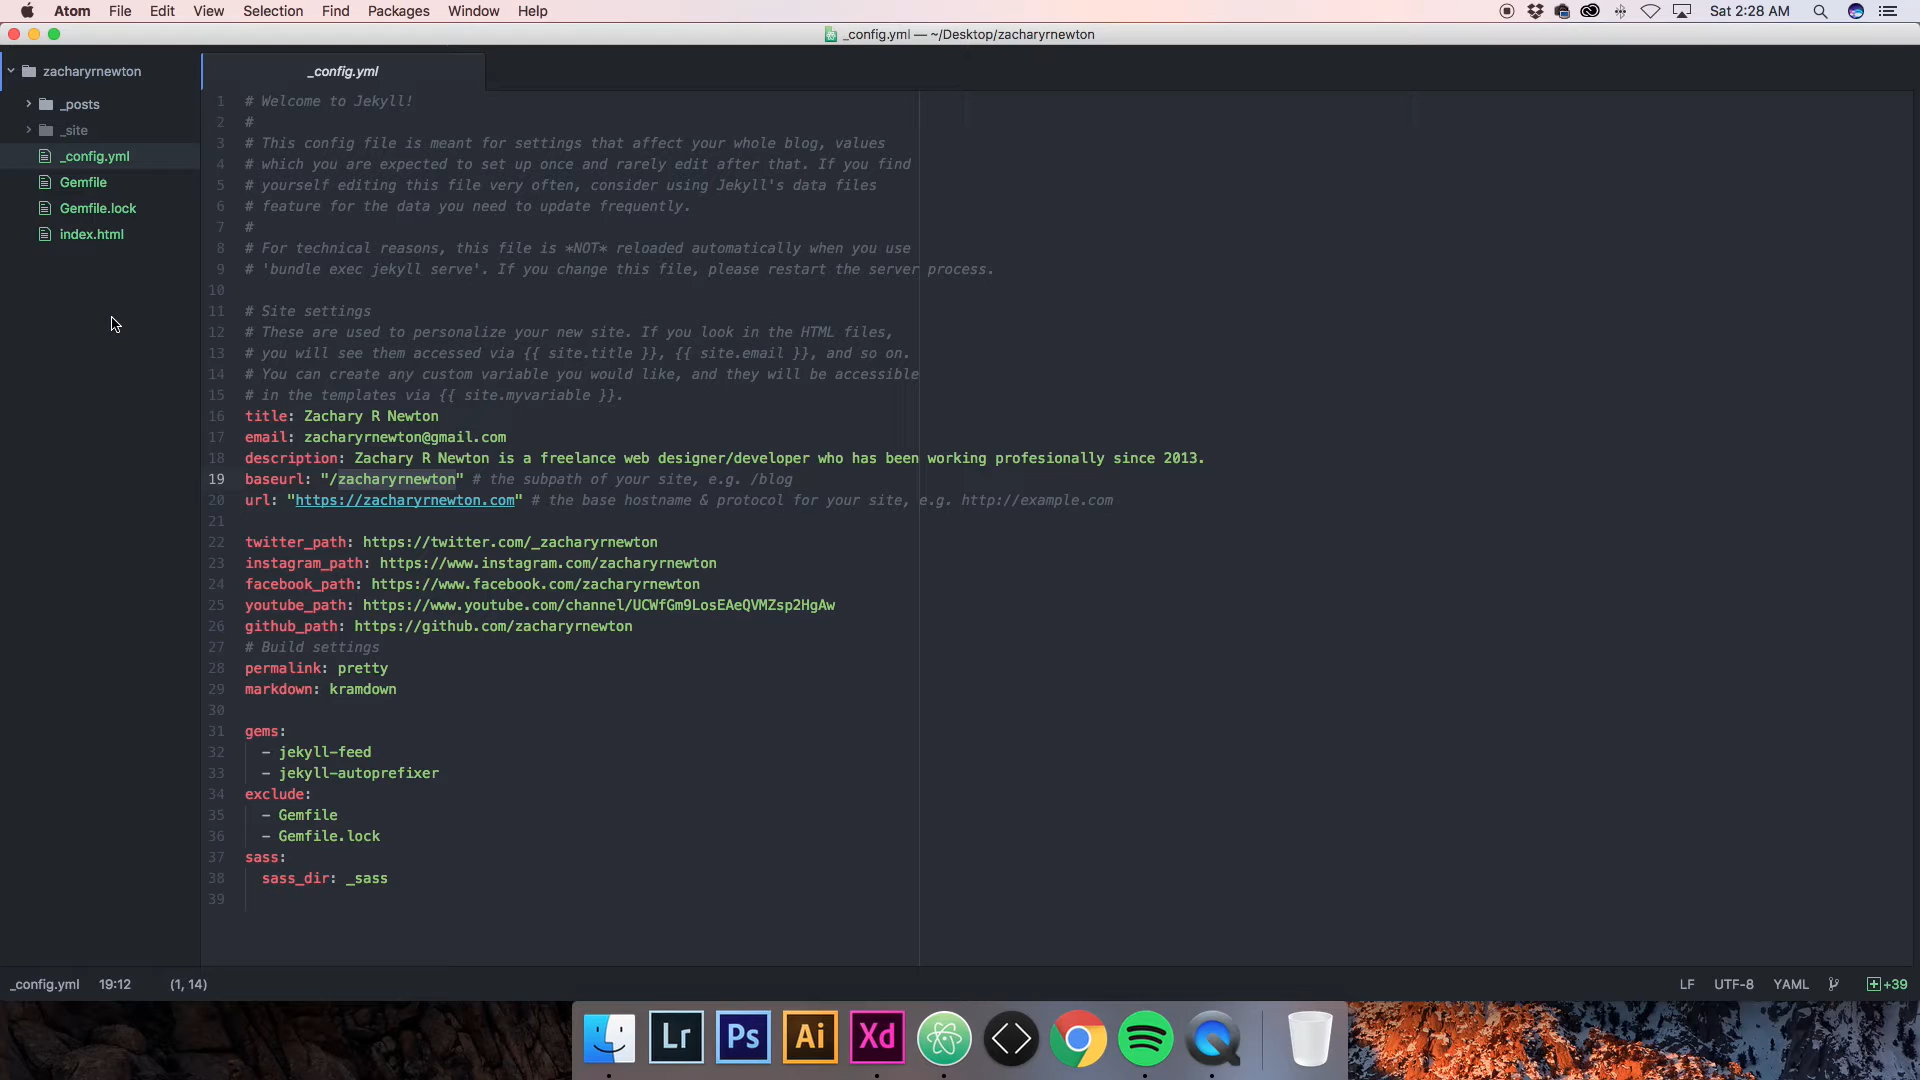 Atom File Edit View Selection Find Packages Window Help Sat 2:28 AM
_config.yml — ~/Desktop/zacharyrnewton
zacharyrnewton
_posts
_site
_config.yml
Gemfile
Gemfile.lock
index.html
_config.yml
1 # Welcome to Jekyll!
2 #
3 # This config file is meant for settings that affect your whole blog, values
4 # which you are expected to set up once and rarely edit after that. If you find
5 # yourself editing this file very often, consider using Jekyll's data files
6 # feature for the data you need to update frequently.
7 #
8 # For technical reasons, this file is *NOT* reloaded automatically when you use
9 # 'bundle exec jekyll serve'. If you change this file, please restart the server process.
10
11 # Site settings
12 # These are used to personalize your new site. If you look in the HTML files,
13 # you will see them accessed via {{ site.title }}, {{ site.email }}, and so on.
14 # You can create any custom variable you would like, and they will be accessible
15 # in the templates via {{ site.myvariable }}.
16 title: Zachary R Newton
17 email: zacharyrnewton@gmail.com
18 description: Zachary R Newton is a freelance web designer/developer who has been working profesionally since 2013.
19 baseurl: "/zacharyrnewton" # the subpath of your site, e.g. /blog
20 url: "https://zacharyrnewton.com" # the base hostname & protocol for your site, e.g. http://example.com
21
22 twitter_path: https://twitter.com/_zacharyrnewton
23 instagram_path: https://www.instagram.com/zacharyrnewton
24 facebook_path: https://www.facebook.com/zacharyrnewton
25 youtube_path: https://www.youtube.com/channel/UCWfGm9LosEAeQVMZsp2HgAw
26 github_path: https://github.com/zacharyrnewton
27 # Build settings
28 permalink: pretty
29 markdown: kramdown
30
31 gems:
32 - jekyll-feed
33 - jekyll-autoprefixer
34 exclude:
35 - Gemfile
36 - Gemfile.lock
37 sass:
38 sass_dir: _sass
39
_config.yml 19:12 (1, 14) LF UTF-8 YAML +39
Lr Ps Ai Xd